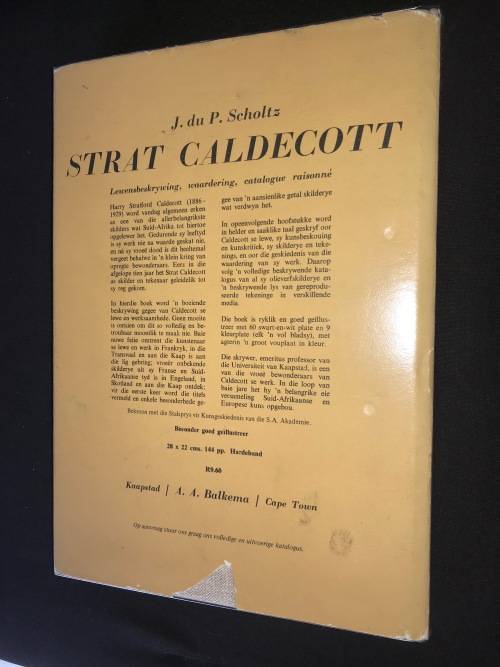 J. du P. Scholtz
STRAT CALDECOTT
Lewensbeskrywing, waardering, catalogue raisonné
Harry Stratford Caldecott (1886–
1929) word vandag algemeen erken
as een van die allerbelangrikste
skilders wat Suid-Afrika tot hiertoe
opgelewer het. Gedurende sy leeftyd
is sy werk nie na waarde geskat nie,
en ná sy vroeë dood is dit heeltemal
vergeet behalwe in 'n klein kring van
opregte bewonderaars. Eers in die
afgelope tien jaar het Strat Caldecott
as skilder en tekenaar geleidelik tot
sy reg gekom.
In hierdie boek word 'n boeiende
beskrywing gegee van Caldecott se
lewe en werksaamhede. Geen moeite
is ontsien om dit so volledig en be-
troubaar moontlik te maak nie. Baie
nuwe feite omtrent die kunstenaar
se lewe en werk in Frankryk, in die
Transvaal en aan die Kaap is aan
die lig gebring; vroeër onbekende
skilderye uit sy Franse en Suid-
Afrikaanse tyd is in Engeland, in
Skotland en aan die Kaap ontdek;
vir die eerste keer word die titels
vermeld en enkele besonderhede ge-
gee van 'n aansienlike getal skilderye
wat verdwyn het.
In opeenvolgende hoofstukke word
in helder en saaklike taal geskryf oor
Caldecott se lewe, sy kunsbeskouing
en kunskritiek, sy skilderye en teke-
nings, en oor die geskiedenis van die
waardering van sy werk. Daarop
volg 'n volledige beskrywende kata-
logus van al sy olieverfskilderye en
'n beskrywende lys van gereprodu-
seerde tekeninge in verskillende
media.
Die boek is ryklik en goed geïllus-
treer met 60 swart-en-wit plate en 9
kleurplate (elk 'n vol bladsy), met
agterin 'n groot vouplaat in kleur.
Die skrywer, emeritus professor van
die Universiteit van Kaapstad, is een
van die vroeë bewonderaars van
Caldecott se werk. In die loop van
baie jare het hy 'n belangrike eie
versameling Suid-Afrikaanse en
Europese kuns opgebou.
Bekroon met die Stalsprys vir Kunsgeskiedenis van die S.A. Akademie.
Besonder goed geïllustreer
28 x 22 cms. 144 pp. Hardeband
R9.60
Kaapstad | A. A. Balkema | Cape Town
Op aanvraag stuur ons graag ons volledige en uitvoerige katalogus.